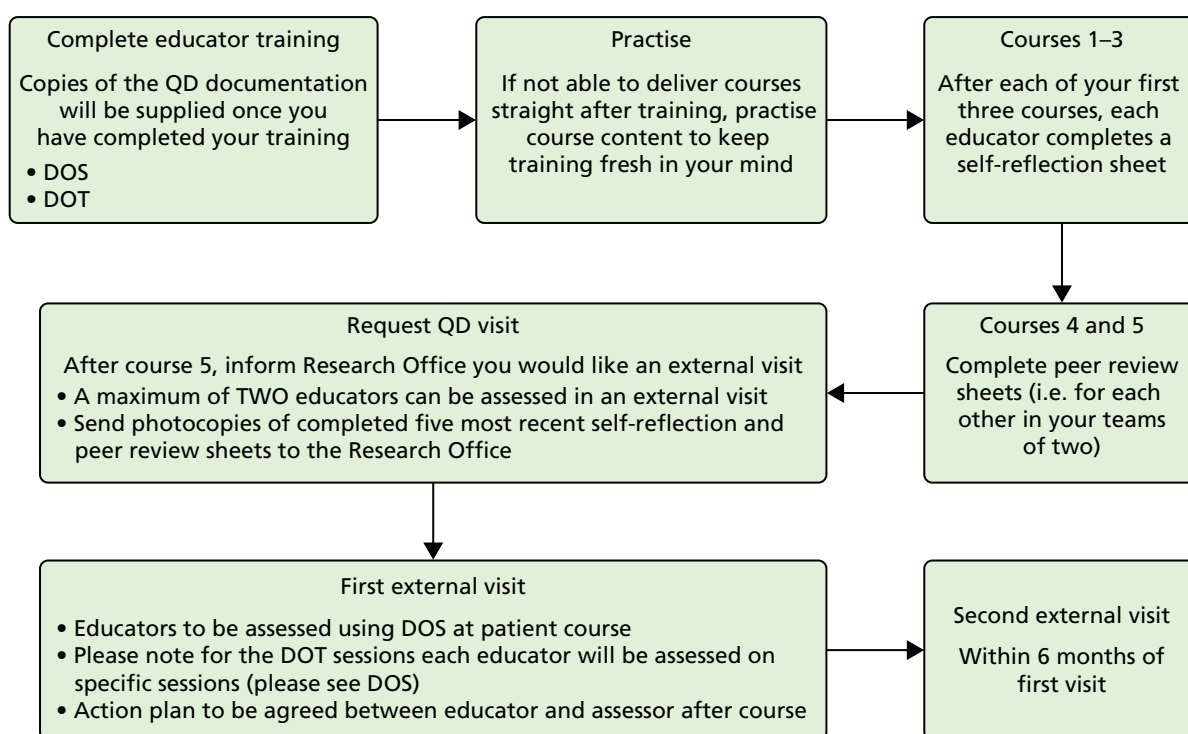 Complete educator training
Copies of the QD documentation
will be supplied once you
have completed your training
• DOS
• DOT
Practise
If not able to deliver courses
straight after training, practise
course content to keep
training fresh in your mind
Courses 1–3
After each of your first
three courses, each
educator completes a
self-reflection sheet
Courses 4 and 5
Complete peer review
sheets (i.e. for each
other in your teams
of two)
Request QD visit
After course 5, inform Research Office you would like an external visit
• A maximum of TWO educators can be assessed in an external visit
• Send photocopies of completed five most recent self-reflection and
peer review sheets to the Research Office
First external visit
• Educators to be assessed using DOS at patient course
• Please note for the DOT sessions each educator will be assessed on
specific sessions (please see DOS)
• Action plan to be agreed between educator and assessor after course
Second external visit
Within 6 months of
first visit